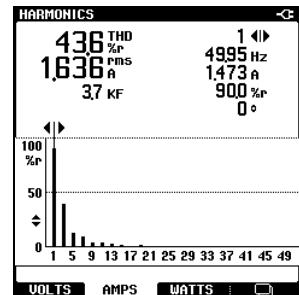 HARMONICS
43.6 THD %r
1.636 rms A
3.7 KF
1
49.95 Hz
1.473 A
90.0 %r
0°
100
%r
50
0
1 5 9 13 17 21 25 29 33 37 41 45 49
VOLTS AMPS WATTS